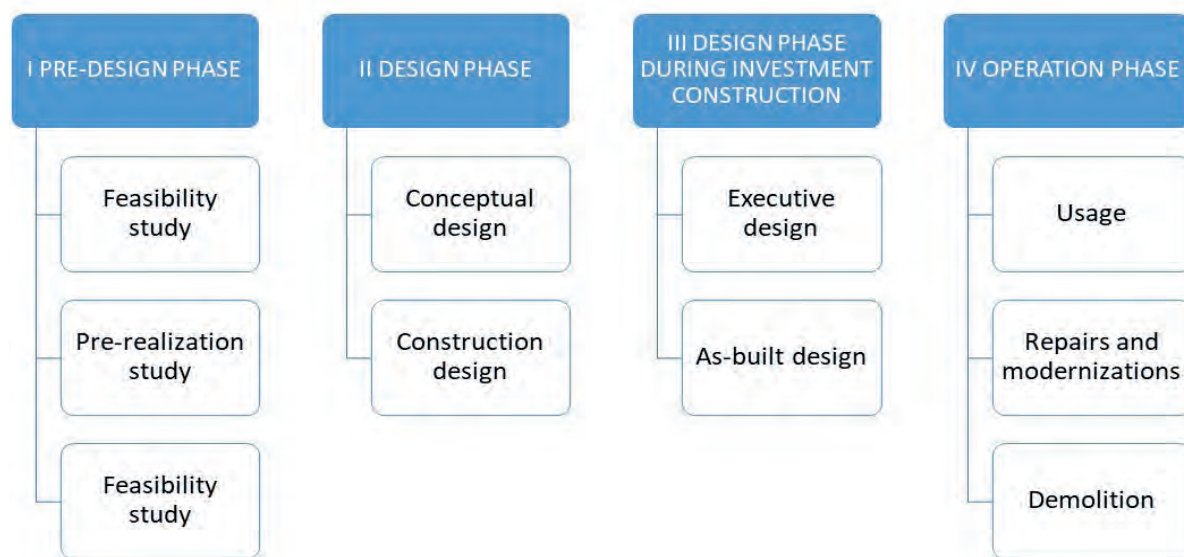 I PRE-DESIGN PHASE
Feasibility
study
Pre-realization
study
Feasibility
study
II DESIGN PHASE
Conceptual
design
Construction
design
III DESIGN PHASE
DURING INVESTMENT
CONSTRUCTION
Executive
design
As-built design
IV OPERATION PHASE
Usage
Repairs and
modernizations
Demolition